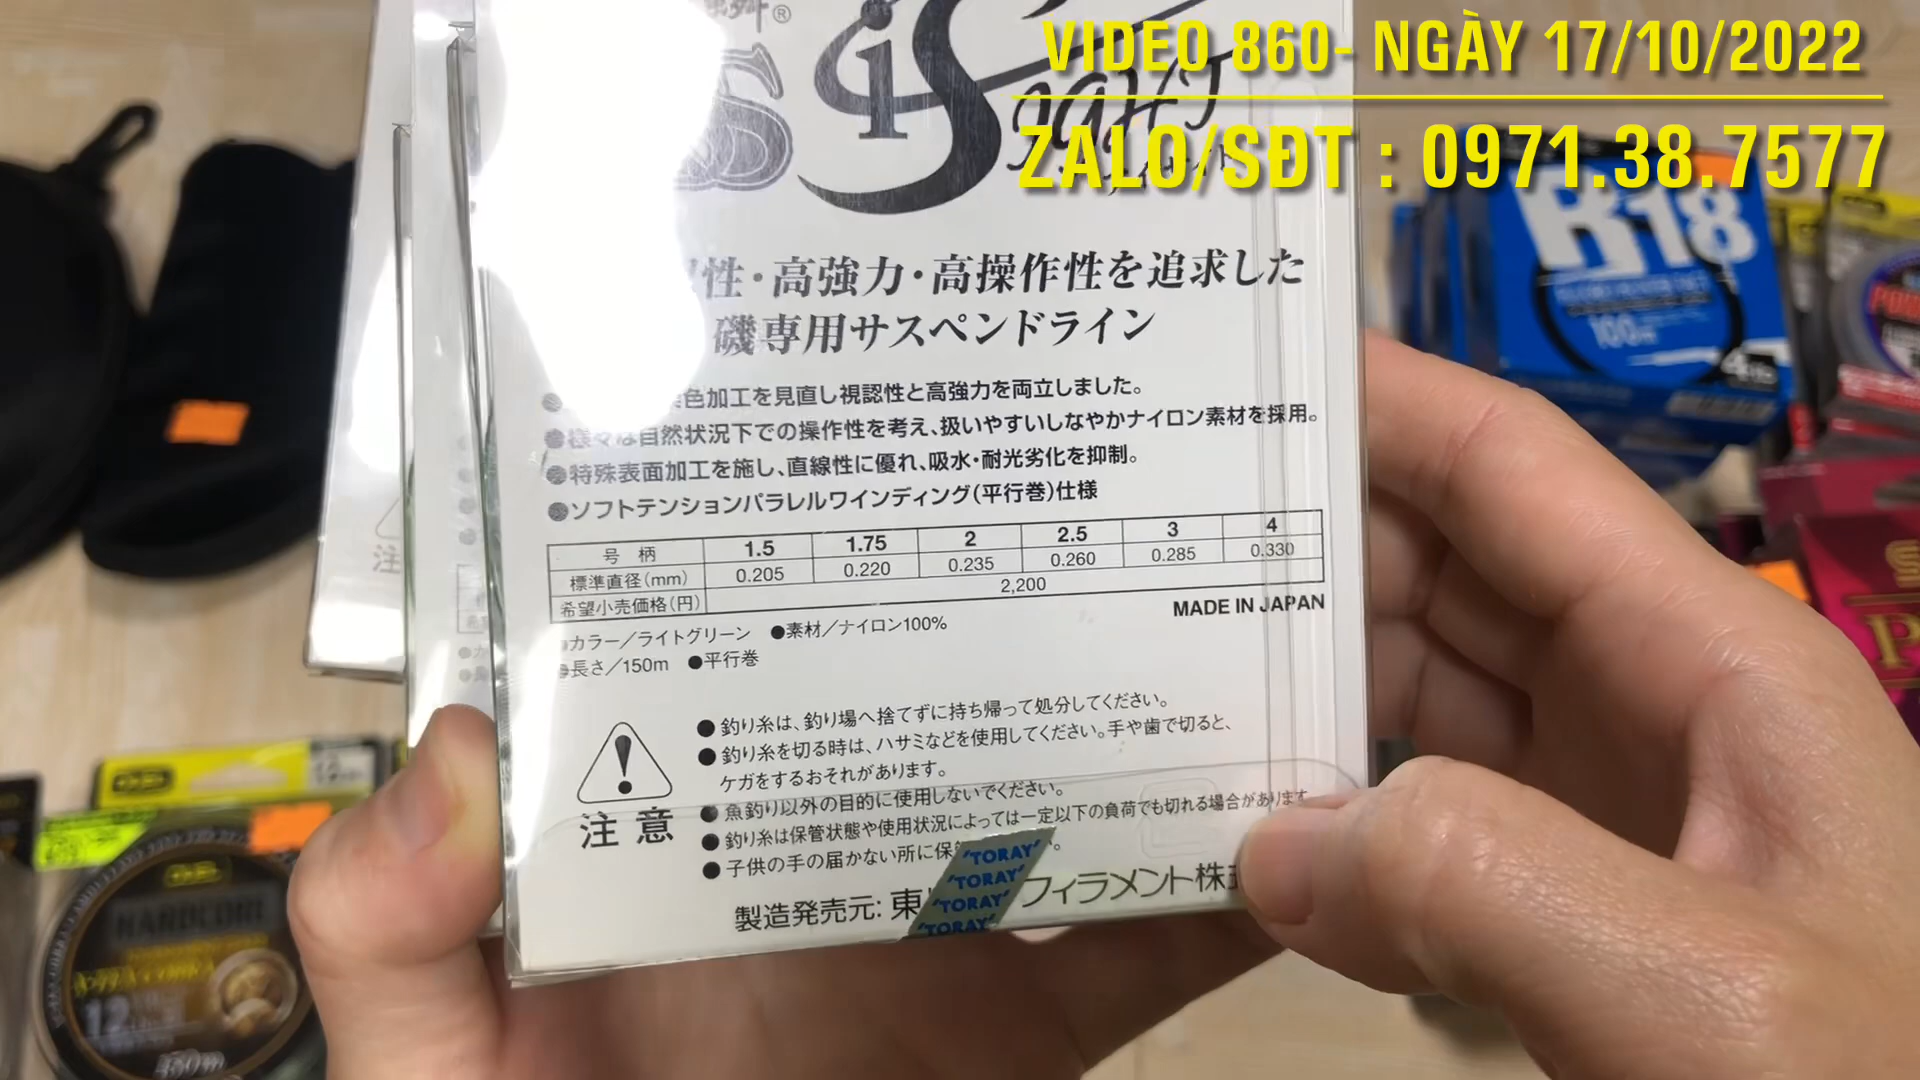 VIDEO 860- NGÀY 17/10/2022
ZALO/SĐT : 0971.38.7577
iSIGHT
性・高強力・高操作性を追求した
磯専用サスペンドライン
色加工を見直し視認性と高強力を両立しました。
●様々な自然状況下での操作性を考え、扱いやすいしなやかナイロン素材を採用。
●特殊表面加工を施し、直線性に優れ、吸水・耐光劣化を抑制。
●ソフトテンションパラレルワインディング(平行巻)仕様
号 柄 1.5 1.75 2 2.5 3 4
標準直径(mm) 0.205 0.220 0.235 0.260 0.285 0.330
希望小売価格(円) 2,200
MADE IN JAPAN
●カラー/ライトグリーン ●素材/ナイロン100%
●長さ/150m ●平行巻
注 意
●釣り糸は、釣り場へ捨てずに持ち帰って処分してください。
●釣り糸を切る時は、ハサミなどを使用してください。手や歯で切ると、
ケガをするおそれがあります。
●魚釣り以外の目的に使用しないでください。
●釣り糸は保管状態や使用状況によっては一定以下の負荷でも切れる場合があります
●子供の手の届かない所に保
製造発売元: 東 フィラメント株
'TORAY'
'TORAY'
'TORAY'
'TORAY'
R18
100m
4
HARDCORE
12